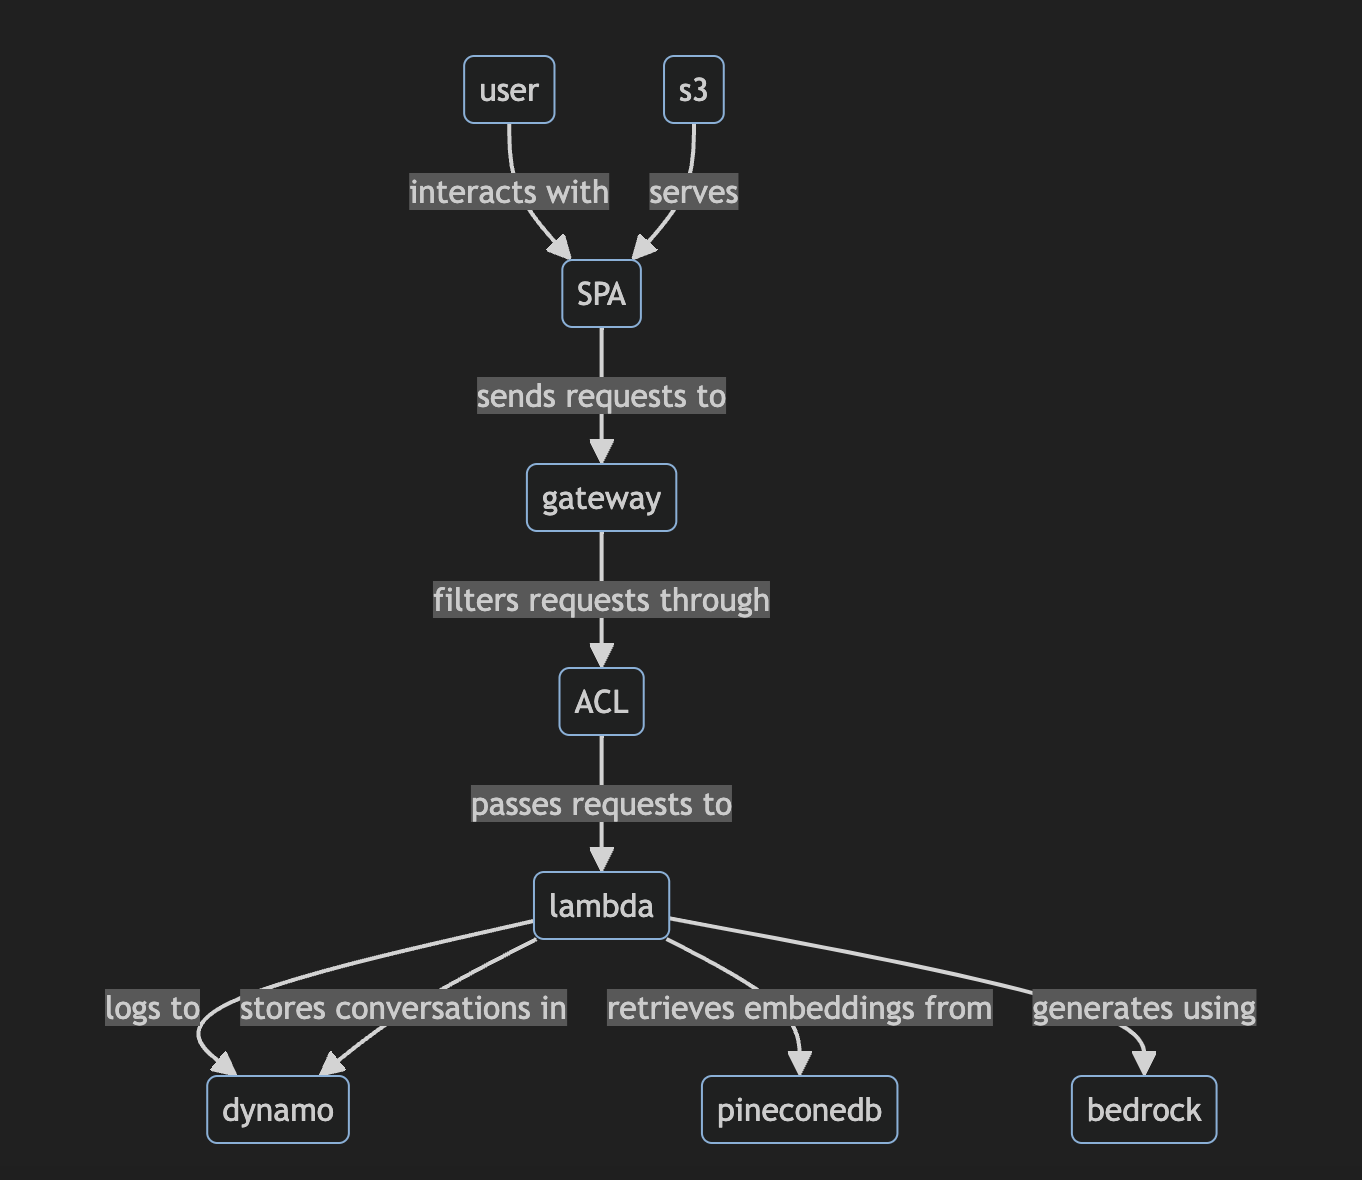 user
s3
interacts with
serves
SPA
sends requests to
gateway
filters requests through
ACL
passes requests to
lambda
logs to
stores conversations in
retrieves embeddings from
generates using
dynamo
pineconedb
bedrock